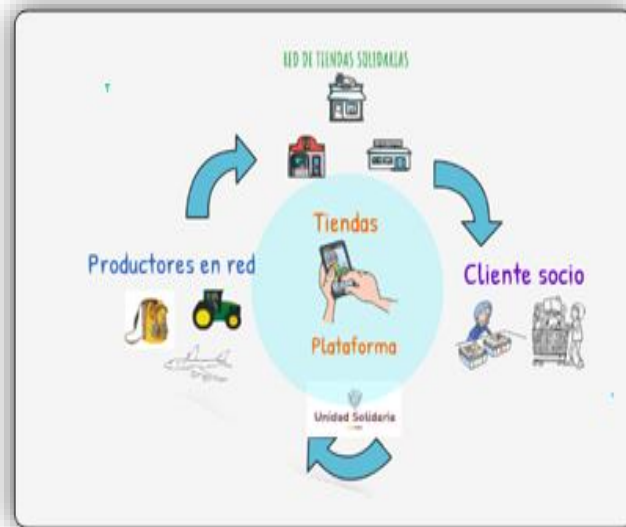 RED DE TIENDAS SOLIDARIAS
Tiendas
Productores en red
Cliente socio
Plataforma
Unidad Solidaria